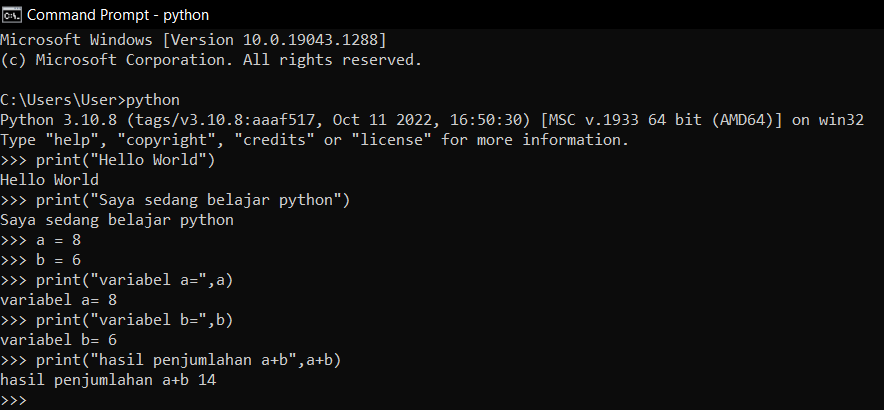 Command Prompt - python
Microsoft Windows [Version 10.0.19043.1288]
(c) Microsoft Corporation. All rights reserved.
C:\Users\User>python
Python 3.10.8 (tags/v3.10.8:aaaf517, Oct 11 2022, 16:50:30) [MSC v.1933 64 bit (AMD64)] on win32
Type "help", "copyright", "credits" or "license" for more information.
>>> print("Hello World")
Hello World
>>> print("Saya sedang belajar python")
Saya sedang belajar python
>>> a = 8
>>> b = 6
>>> print("variabel a=",a)
variabel a= 8
>>> print("variabel b=",b)
variabel b= 6
>>> print("hasil penjumlahan a+b",a+b)
hasil penjumlahan a+b 14
>>>